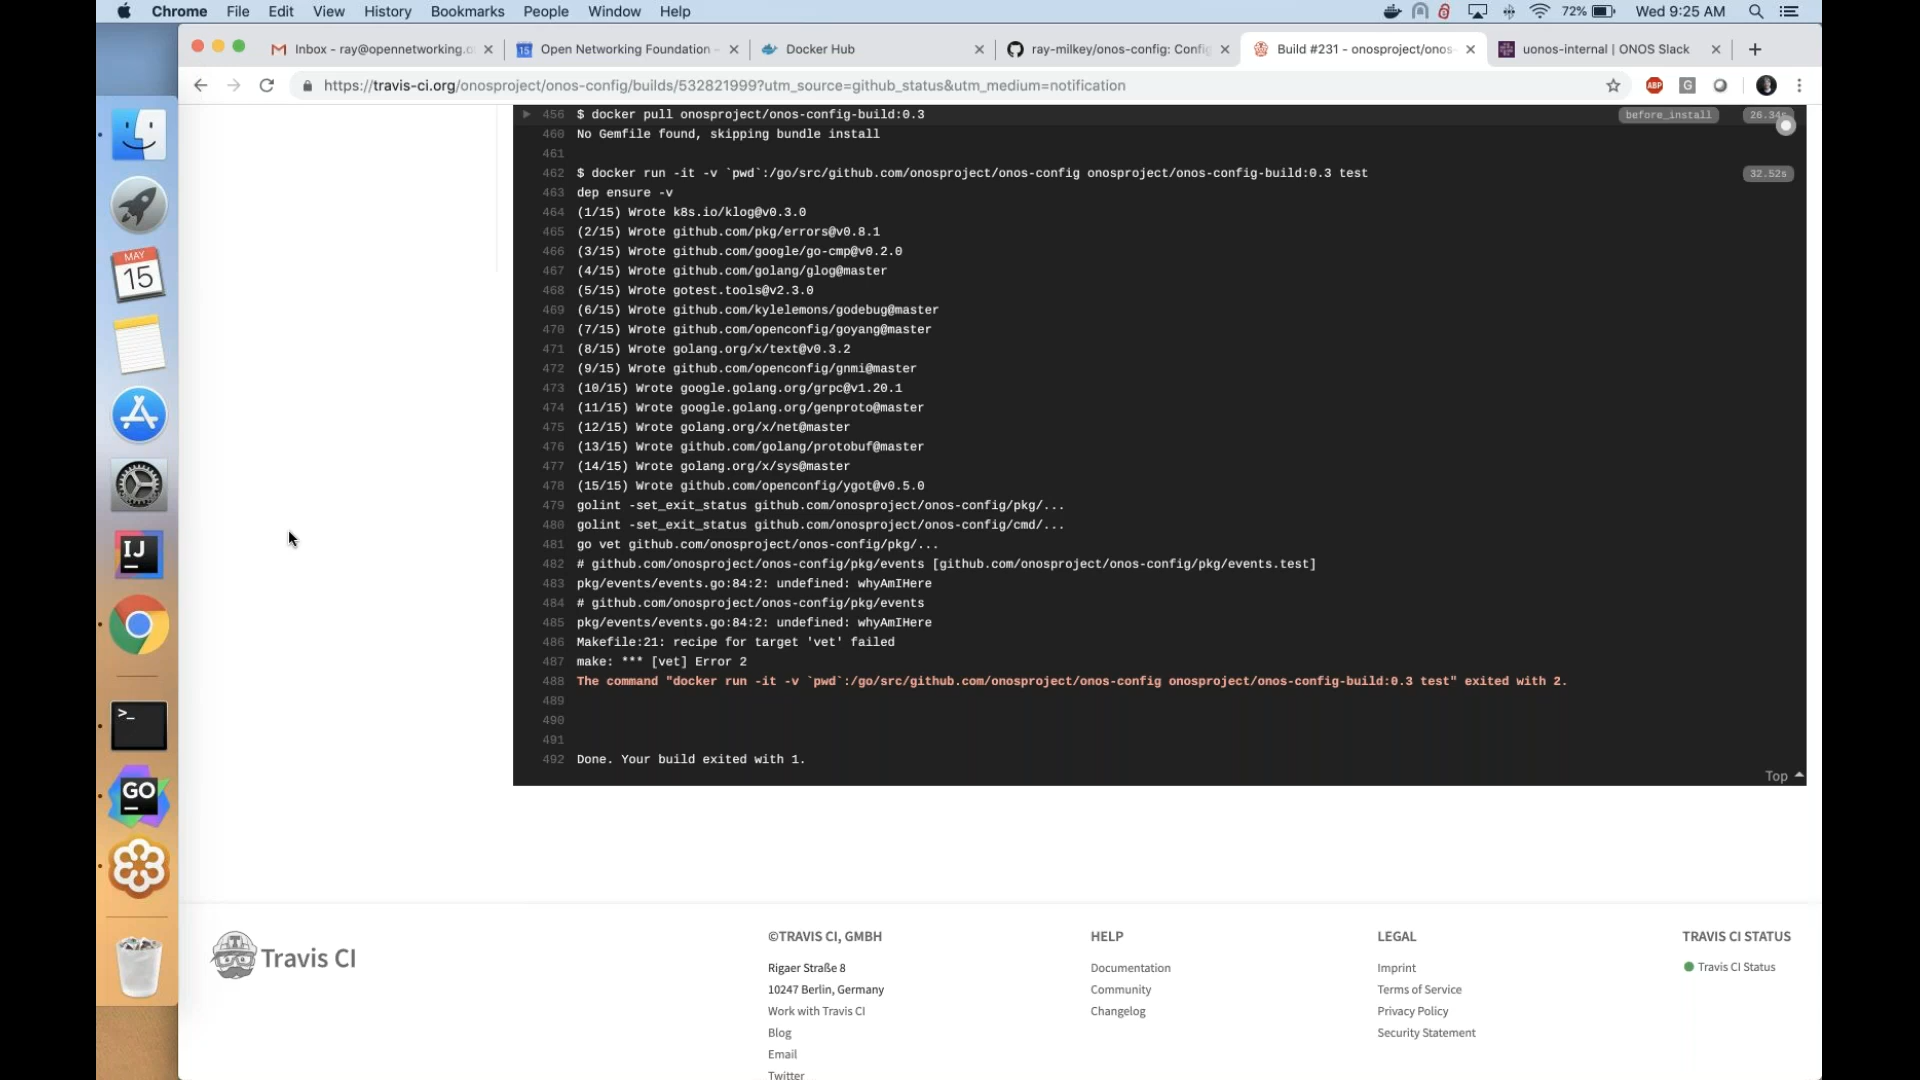 Chrome File Edit View History Bookmarks People Window Help 72% Wed 9:25 AM
Inbox - ray@opennetworking.o 15 Open Networking Foundation - Docker Hub ray-milkey/onos-config: Config Build #231 - onosproject/onos- uonos-internal | ONOS Slack
https://travis-ci.org/onosproject/onos-config/builds/532821999?utm_source=github_status&utm_medium=notification ABP G
456 $ docker pull onosproject/onos-config-build:0.3 before_install 26.34s
460 No Gemfile found, skipping bundle install
461
462 $ docker run -it -v `pwd`:/go/src/github.com/onosproject/onos-config onosproject/onos-config-build:0.3 test 32.52s
463 dep ensure -v
464 (1/15) Wrote k8s.io/klog@v0.3.0
465 (2/15) Wrote github.com/pkg/errors@v0.8.1
466 (3/15) Wrote github.com/google/go-cmp@v0.2.0
467 (4/15) Wrote github.com/golang/glog@master
468 (5/15) Wrote gotest.tools@v2.3.0
469 (6/15) Wrote github.com/kylelemons/godebug@master
470 (7/15) Wrote github.com/openconfig/goyang@master
471 (8/15) Wrote golang.org/x/text@v0.3.2
472 (9/15) Wrote github.com/openconfig/gnmi@master
473 (10/15) Wrote google.golang.org/grpc@v1.20.1
474 (11/15) Wrote google.golang.org/genproto@master
475 (12/15) Wrote golang.org/x/net@master
476 (13/15) Wrote github.com/golang/protobuf@master
477 (14/15) Wrote golang.org/x/sys@master
478 (15/15) Wrote github.com/openconfig/ygot@v0.5.0
479 golint -set_exit_status github.com/onosproject/onos-config/pkg/...
480 golint -set_exit_status github.com/onosproject/onos-config/cmd/...
481 go vet github.com/onosproject/onos-config/pkg/...
482 # github.com/onosproject/onos-config/pkg/events [github.com/onosproject/onos-config/pkg/events.test]
483 pkg/events/events.go:84:2: undefined: whyAmIHere
484 # github.com/onosproject/onos-config/pkg/events
485 pkg/events/events.go:84:2: undefined: whyAmIHere
486 Makefile:21: recipe for target 'vet' failed
487 make: *** [vet] Error 2
488 The command "docker run -it -v `pwd`:/go/src/github.com/onosproject/onos-config onosproject/onos-config-build:0.3 test" exited with 2.
489
490
491
492 Done. Your build exited with 1.
Top
MAY
15
IJ
>_
GO
Travis CI
©TRAVIS CI, GMBH
Rigaer Straße 8
10247 Berlin, Germany
Work with Travis CI
Blog
Email
Twitter
HELP
Documentation
Community
Changelog
LEGAL
Imprint
Terms of Service
Privacy Policy
Security Statement
TRAVIS CI STATUS
Travis CI Status